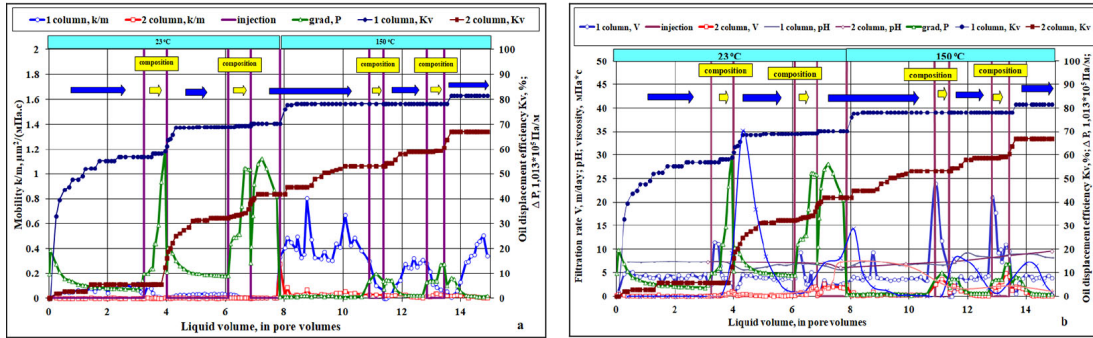 1 column, k/m 2 column, k/m injection grad, P 1 column, Kv 2 column, Kv
23 °C 150 °C
2
1.8
1.6
1.4
1.2
1
0.8
0.6
0.4
0.2
0
Mobility k/m, μm²/(мПа.с)
composition composition composition composition
100
90
80
70
60
50
40
30
20
10
0
Oil displacement efficiency Kv, %;
Δ P, 1,013*10⁵ Па/м
0 2 4 6 8 10 12 14
Liquid volume, in pore volumes
a
1 column, V injection 2 column, V 1 column, pH 2 column, pH grad, P 1 column, Kv 2 column, Kv
23 °C 150 °C
50
45
40
35
30
25
20
15
10
5
0
Filtration rate V, m/day; pH; viscosity, мПа*с
composition composition composition composition
100
90
80
70
60
50
40
30
20
10
0
Oil displacement efficiency Kv,%; Δ P, 1,013*10⁵ Па/м;
0 2 4 6 8 10 12 14
Liquid volume, in pore volumes
b